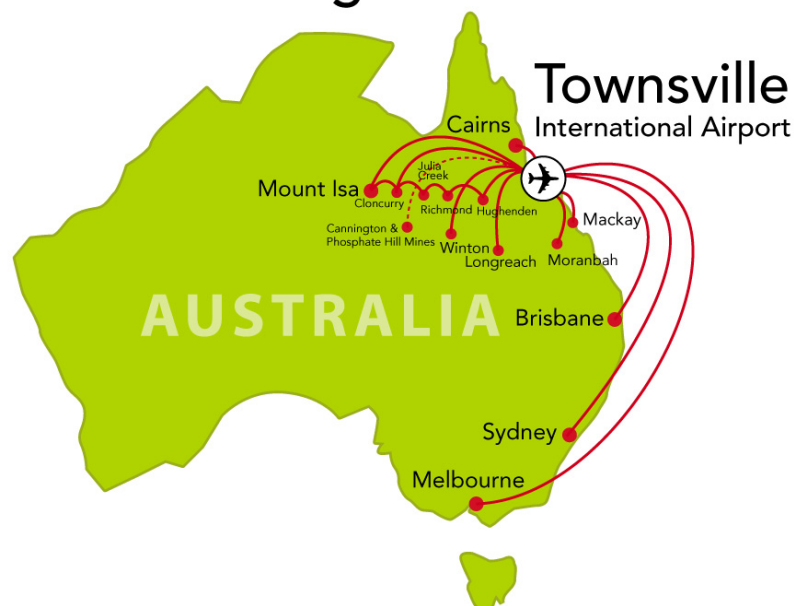 Townsville
International Airport
Cairns
Julia
Creek
Mount Isa
Cloncurry
Richmond
Hughenden
Cannington &
Phosphate Hill Mines
Winton
Longreach
Mackay
Moranbah
AUSTRALIA
Brisbane
Sydney
Melbourne